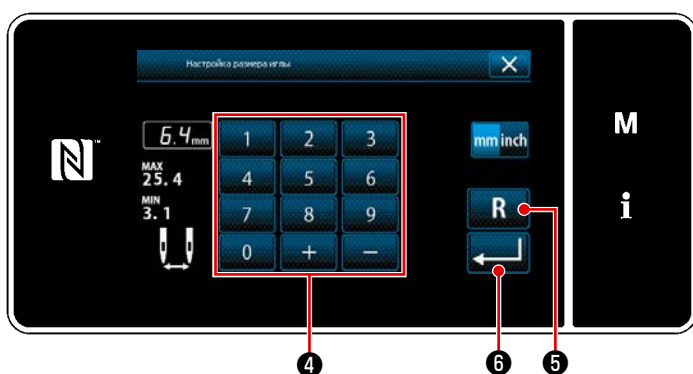 Настройка размера иглы
6.4mm 1 2 3 mm inch
MAX
25.4 4 5 6
MIN
3.1 7 8 9 R
0 + −
N™
M
i
4 6 5